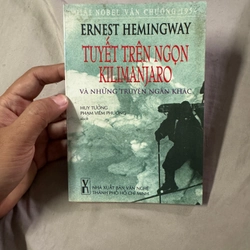 GIẢI NOBEL VĂN CHƯƠNG 1954
ERNEST HEMINGWAY
TUYẾT TRÊN NGỌN
KILIMANJARO
VÀ NHỮNG TRUYỆN NGẮN KHÁC
HUY TƯỞNG
PHẠM VIÊM PHƯƠNG
dịch
NHÀ XUẤT BẢN VĂN NGHỆ
THÀNH PHỐ HỒ CHÍ MINH